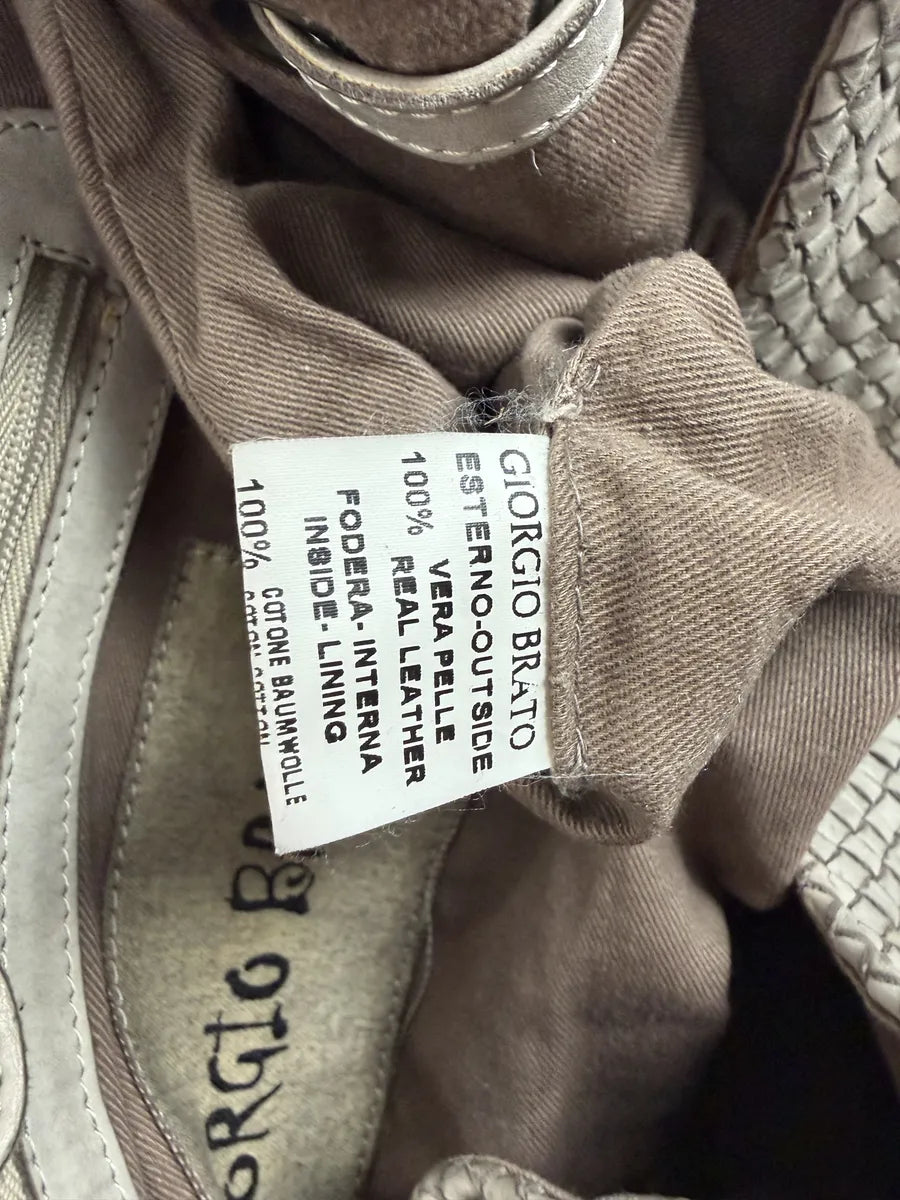 GIORGIO BRATO
ESTERNO-OUTSIDE
VERA PELLE
100% REAL LEATHER
FODERA-INTERNA
INSIDE-LINING
100% COTONE BAUMWOLLE